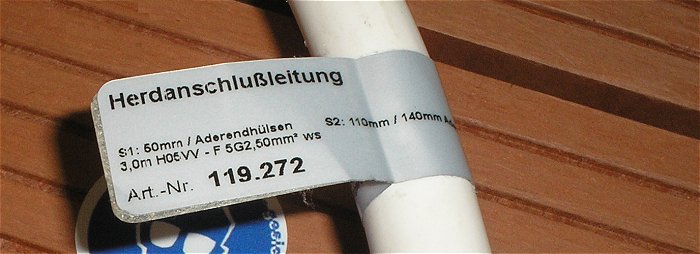 Herdanschlußleitung
S1: 50mm / Aderendhülsen S2: 110mm / 140mm
3,0m H05VV - F 5G2,50mm² ws
Art.-Nr. 119.272